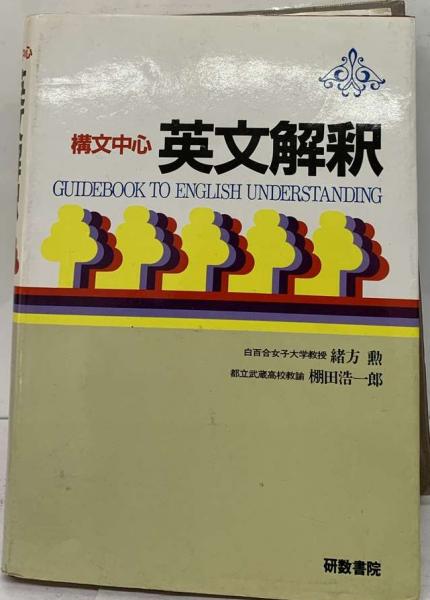 構文中心 英文解釈
GUIDEBOOK TO ENGLISH UNDERSTANDING
白百合女子大学教授 緒方 勲
都立武蔵高校教諭 棚田浩一郎
研数書院